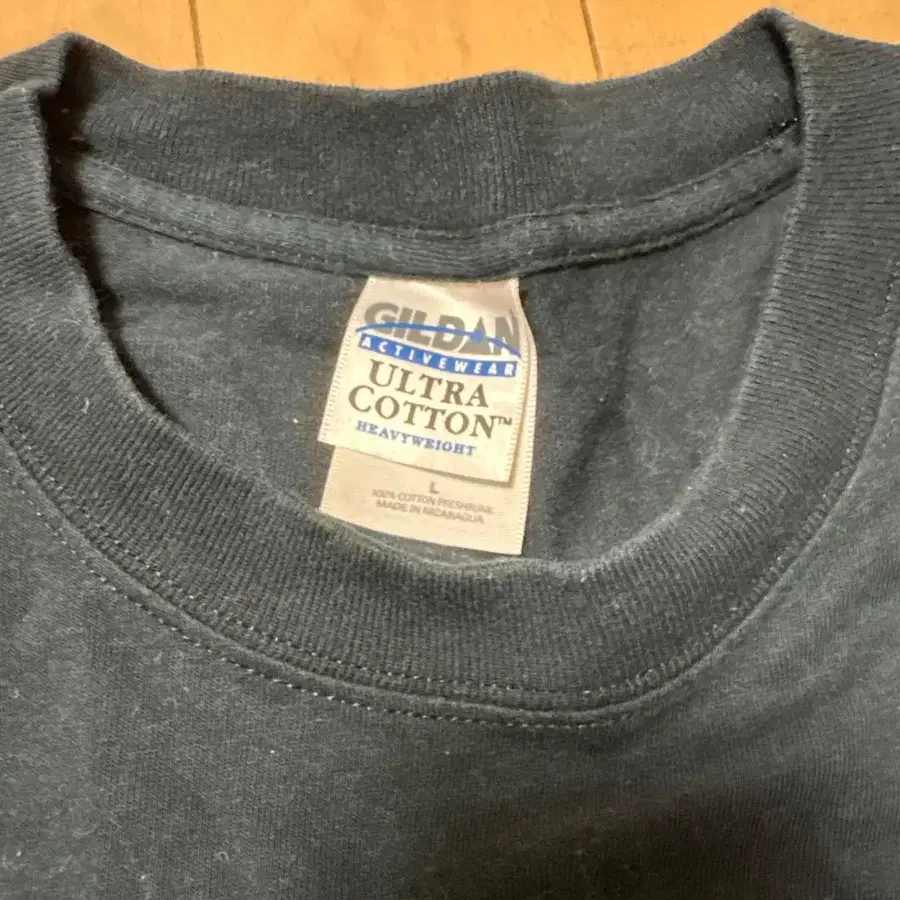 GILDAN
ACTIVEWEAR
ULTRA
COTTON™
HEAVYWEIGHT
L
100% COTTON PRESHRUNK
MADE IN NICARAGUA